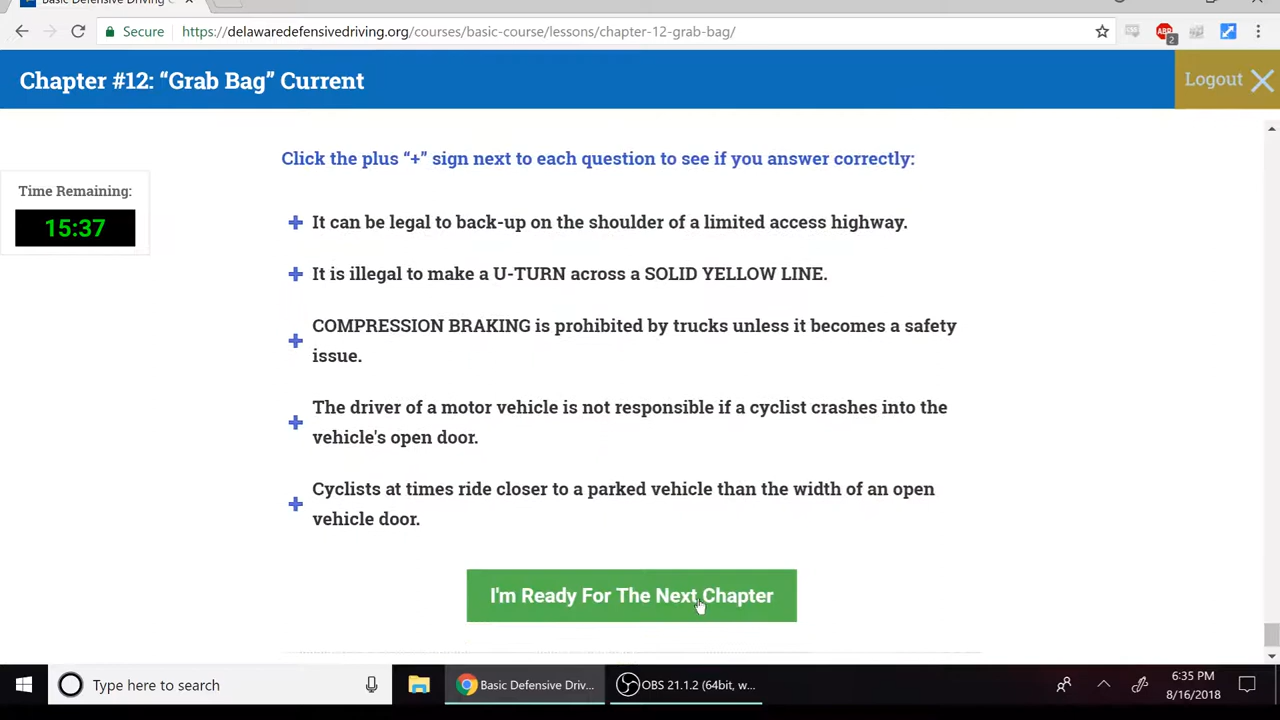 Basic Defensive Driving C
Secure
https://delawaredefensivedriving.org/courses/basic-course/lessons/chapter-12-grab-bag/
ABP
2
Chapter #12: “Grab Bag” Current
Logout
Click the plus “+” sign next to each question to see if you answer correctly:
Time Remaining:
15:37
It can be legal to back-up on the shoulder of a limited access highway.
It is illegal to make a U-TURN across a SOLID YELLOW LINE.
COMPRESSION BRAKING is prohibited by trucks unless it becomes a safety
issue.
The driver of a motor vehicle is not responsible if a cyclist crashes into the
vehicle's open door.
Cyclists at times ride closer to a parked vehicle than the width of an open
vehicle door.
I'm Ready For The Next Chapter
Type here to search
Basic Defensive Driv...
OBS 21.1.2 (64bit, w...
6:35 PM
8/16/2018